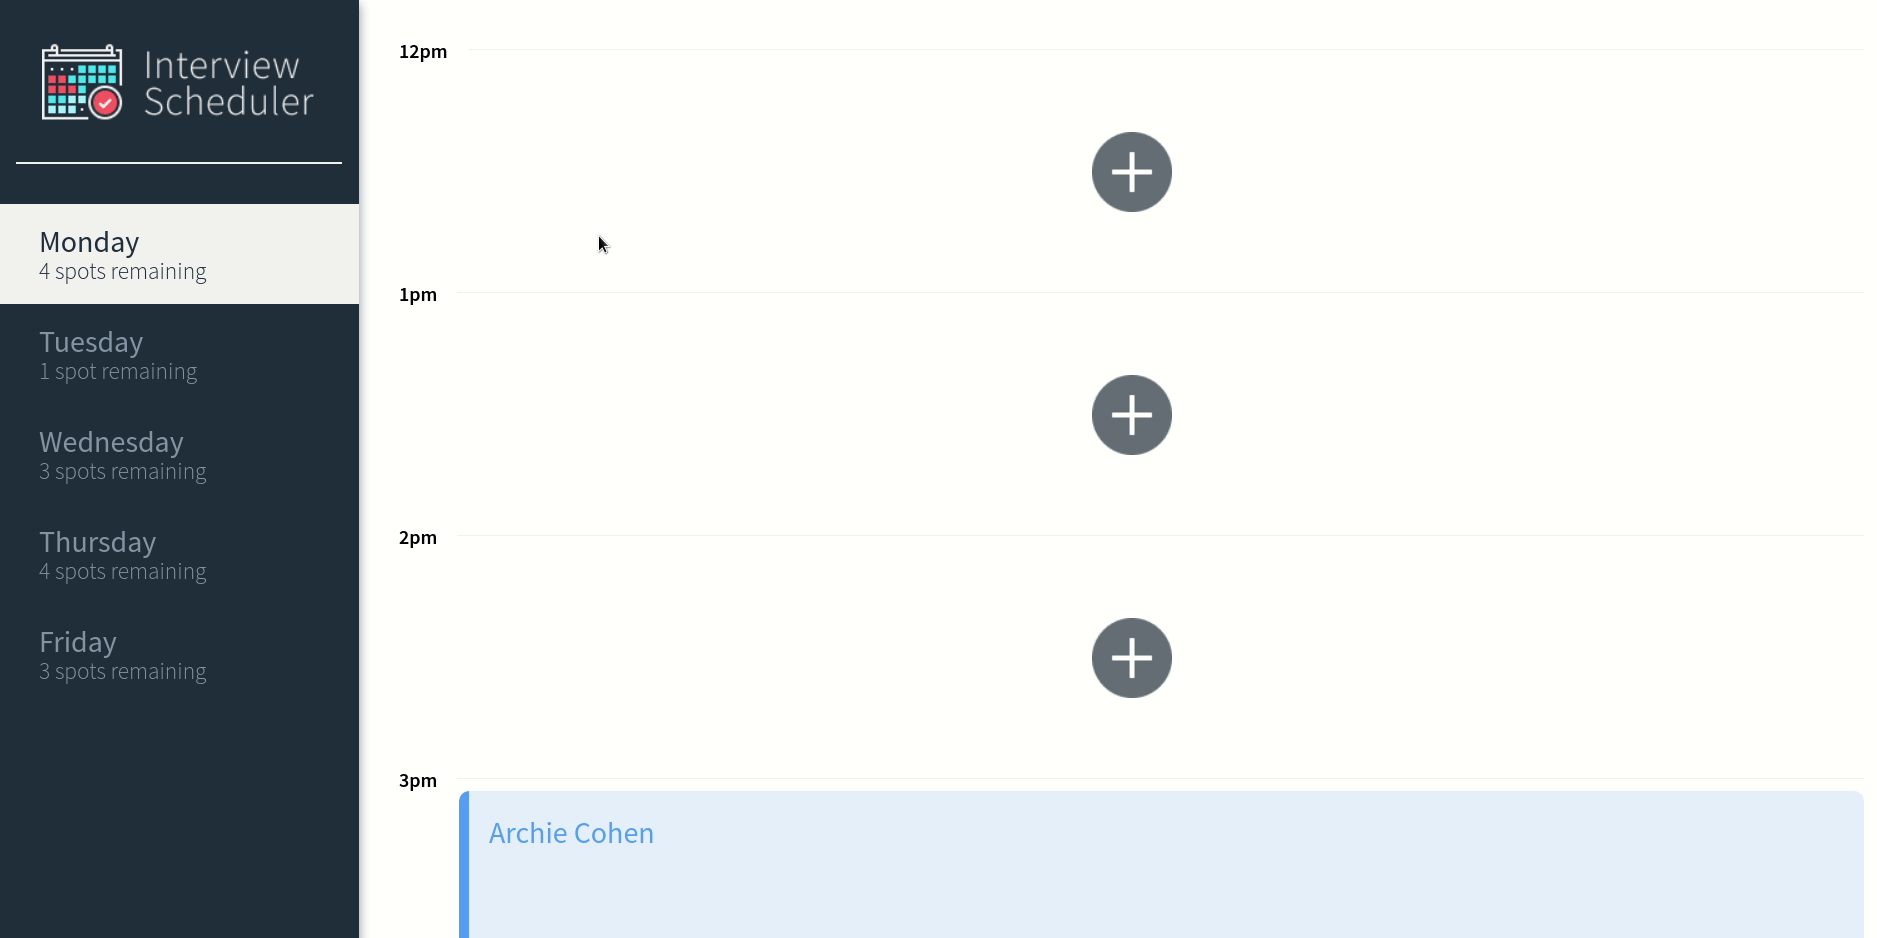 Interview
Scheduler
Monday
4 spots remaining
Tuesday
1 spot remaining
Wednesday
3 spots remaining
Thursday
4 spots remaining
Friday
3 spots remaining
12pm
1pm
2pm
3pm
Archie Cohen